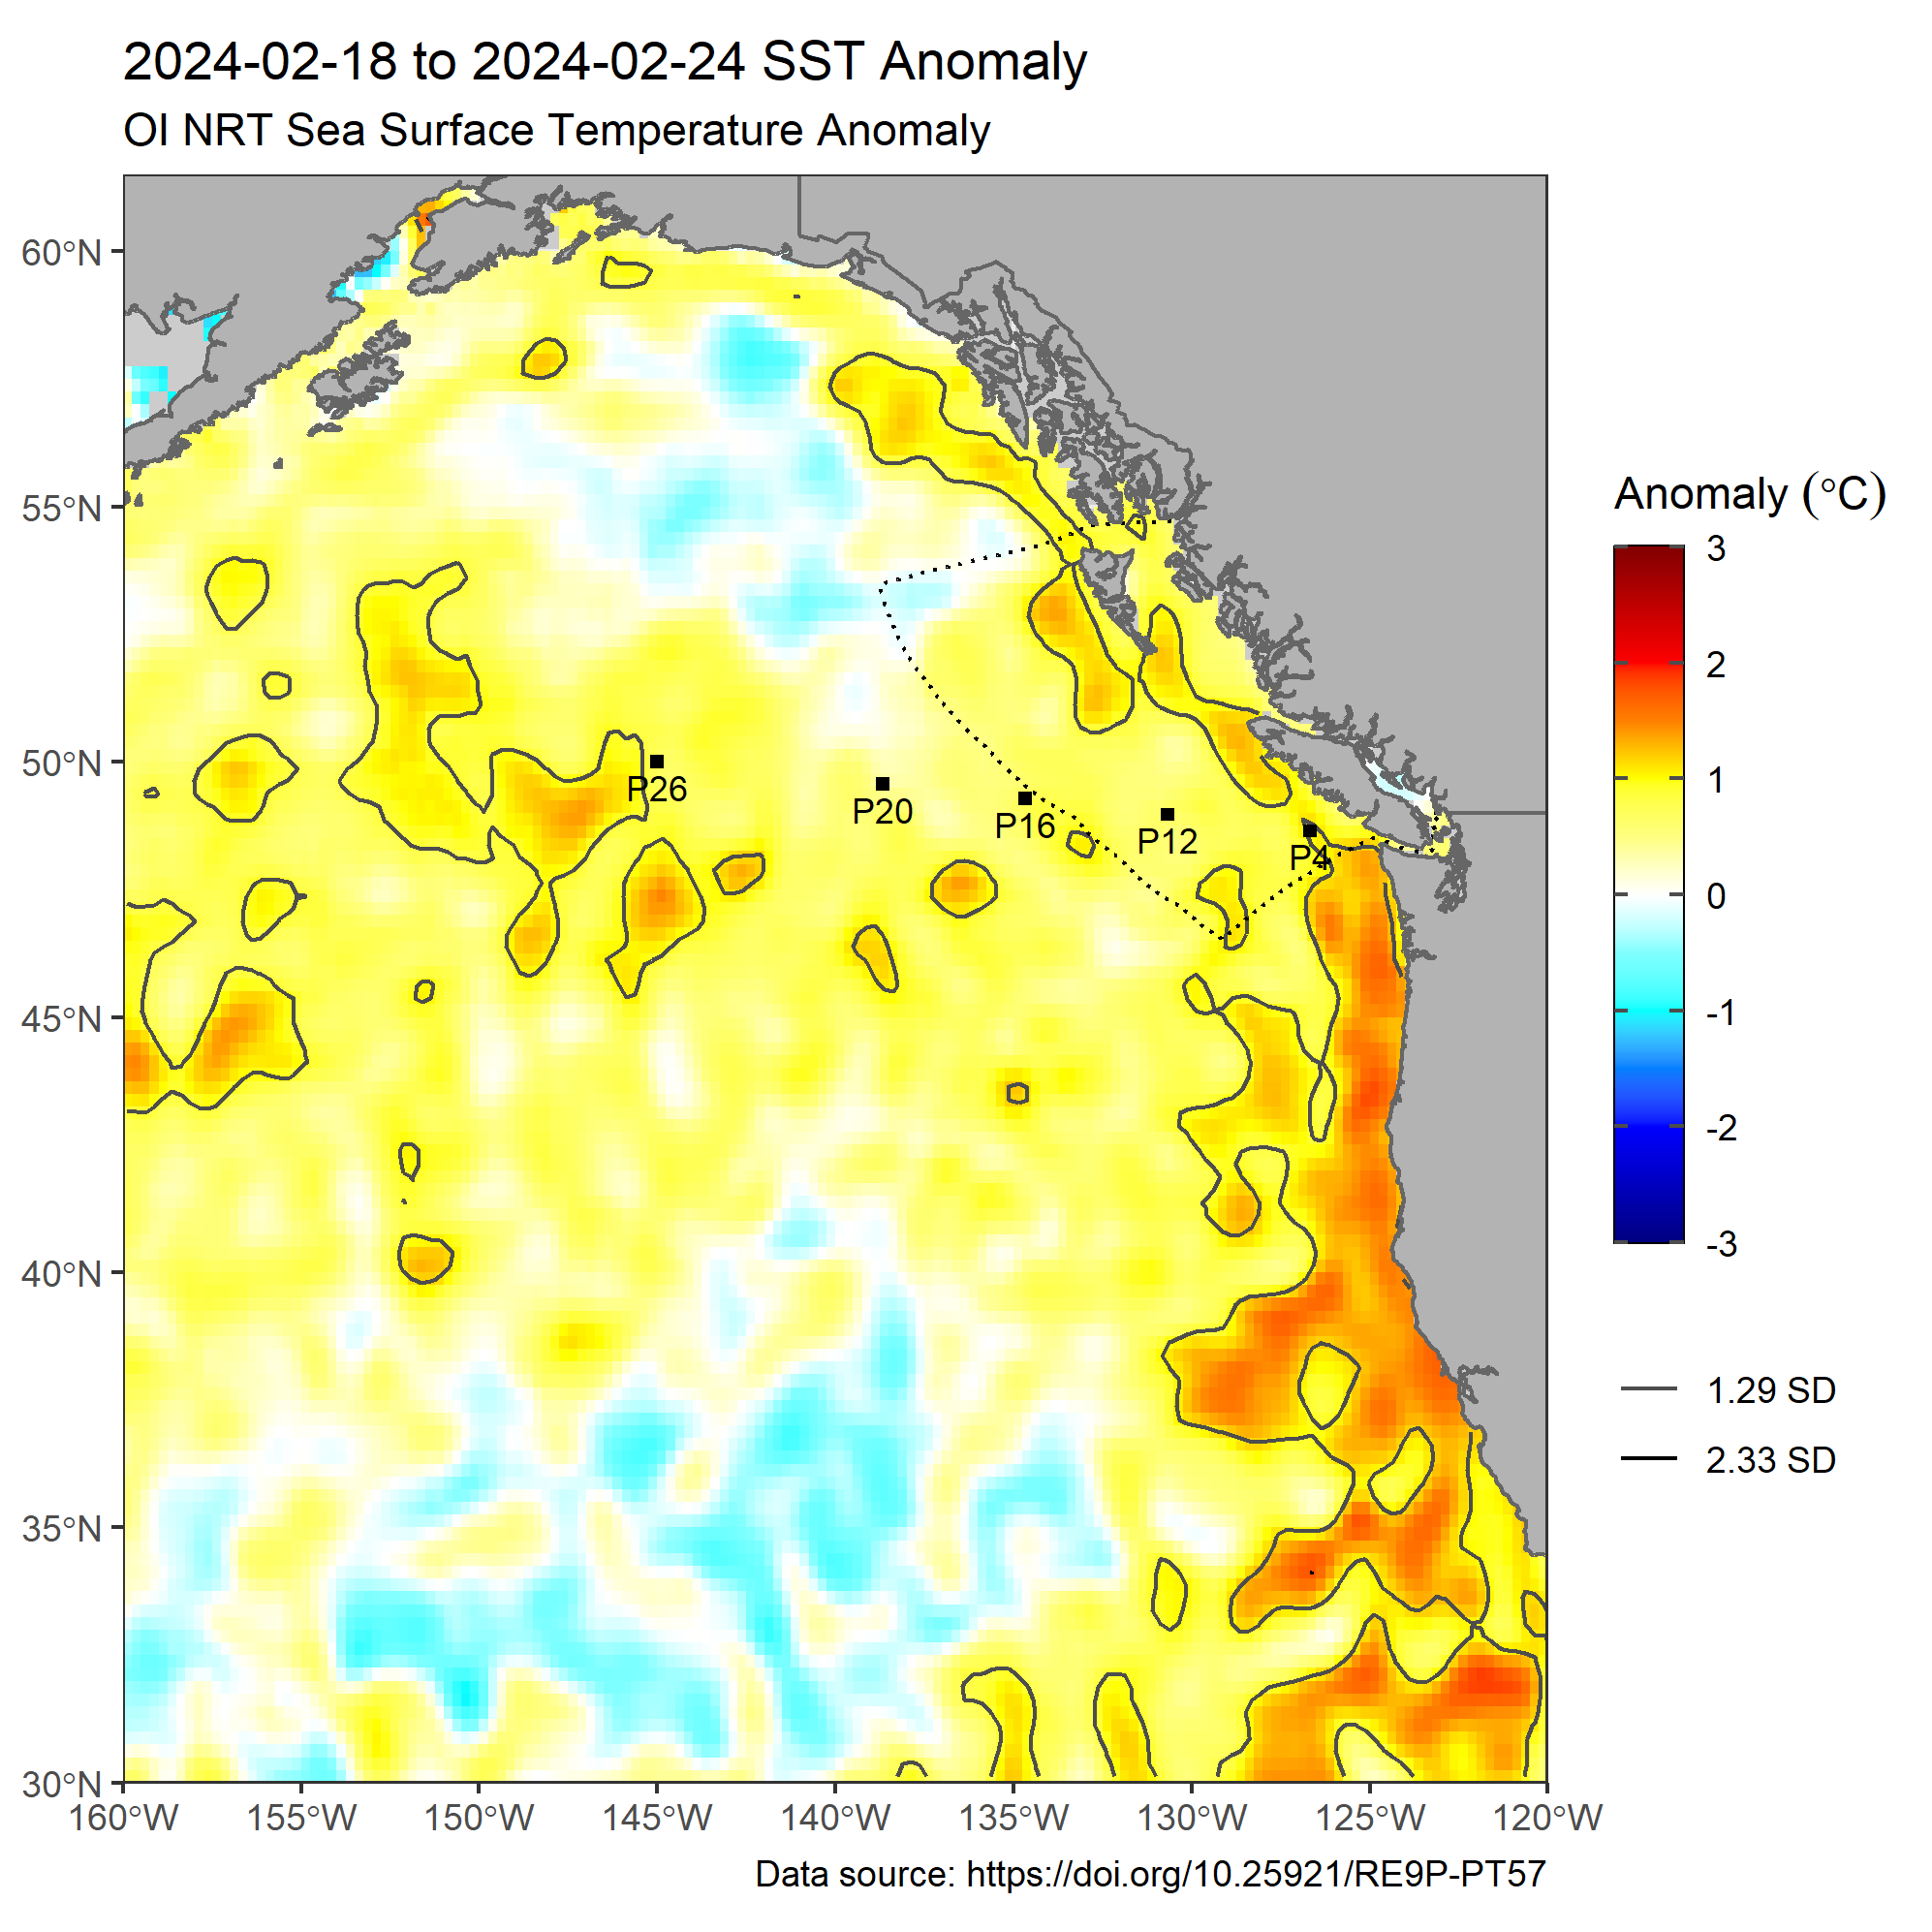 2024-02-18 to 2024-02-24 SST Anomaly
OI NRT Sea Surface Temperature Anomaly
60°N
55°N
50°N
45°N
40°N
35°N
30°N
160°W 155°W 150°W 145°W 140°W 135°W 130°W 125°W 120°W
P26
P20
P16
P12
P4
Anomaly (°C)
3
2
1
0
-1
-2
-3
1.29 SD
2.33 SD
Data source: https://doi.org/10.25921/RE9P-PT57